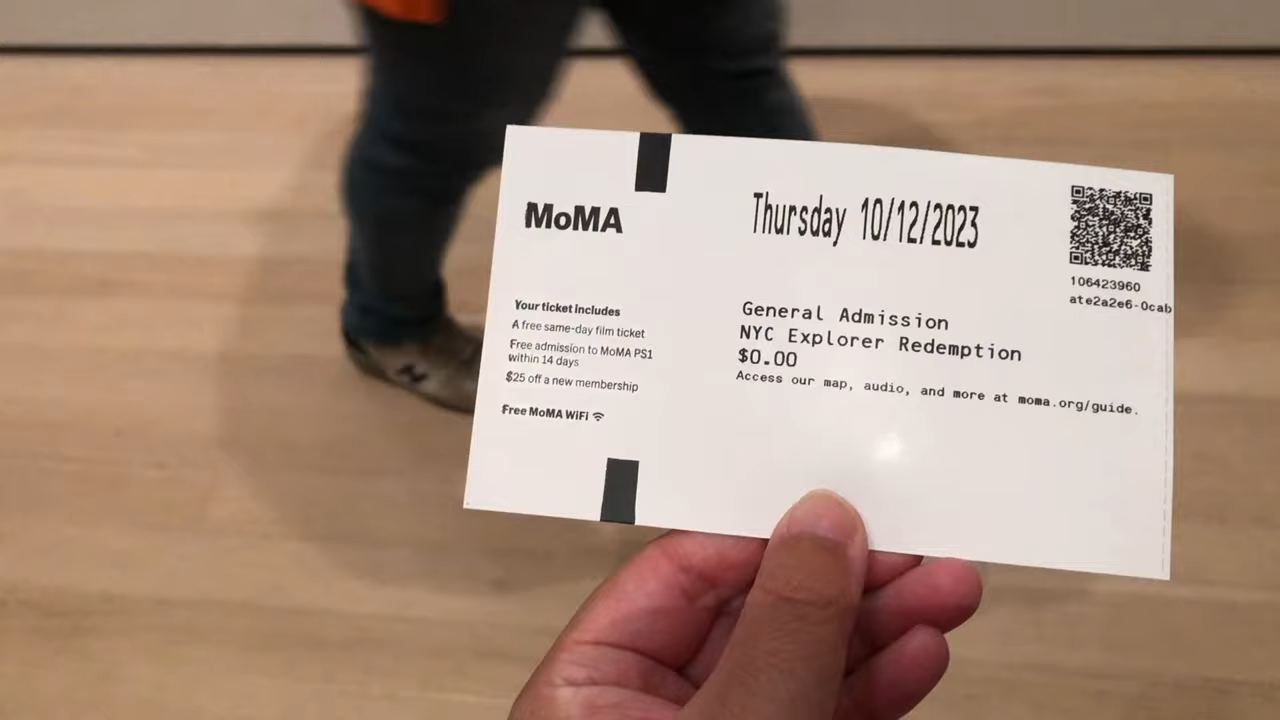 MoMA
Your ticket includes
A free same-day film ticket
Free admission to MoMA PS1
within 14 days
$25 off a new membership
Free MoMA WiFi
Thursday 10/12/2023
General Admission
NYC Explorer Redemption
$0.00
Access our map, audio, and more at moma.org/guide.
106423960
ate2a2e6-0cab